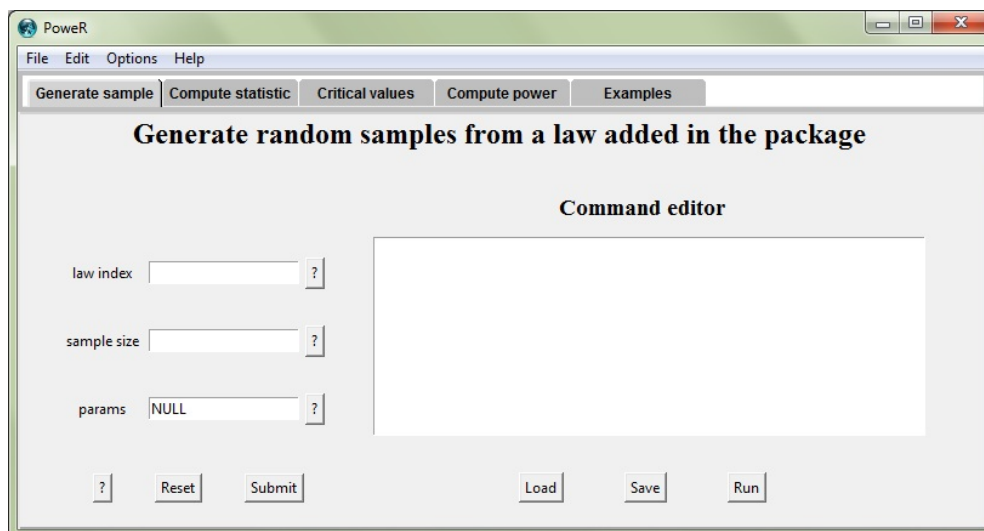 PoweR
File Edit Options Help
Generate sample Compute statistic Critical values Compute power Examples
Generate random samples from a law added in the package
Command editor
law index ?
sample size ?
params NULL ?
? Reset Submit Load Save Run